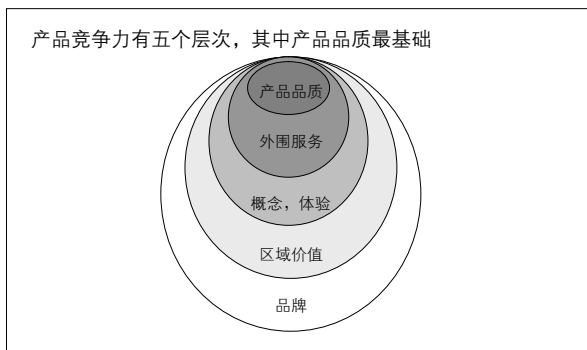 产品竞争力有五个层次，其中产品品质最基础
产品品质
外围服务
概念，体验
区域价值
品牌